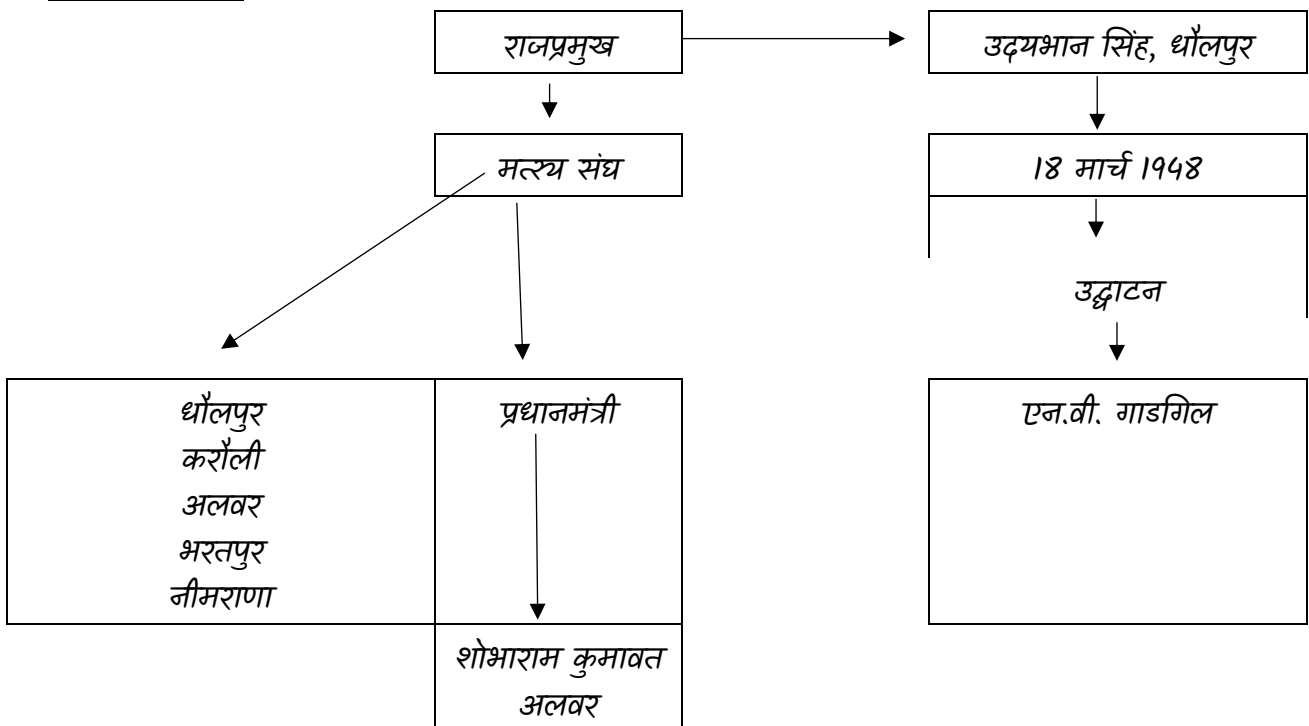 राजप्रमुख
उदयभान सिंह, धौलपुर
मत्स्य संघ
18 मार्च 1948
उद्घाटन
धौलपुर
करौली
अलवर
भरतपुर
नीमराणा
प्रधानमंत्री
एन.वी. गाडगिल
शोभाराम कुमावत
अलवर